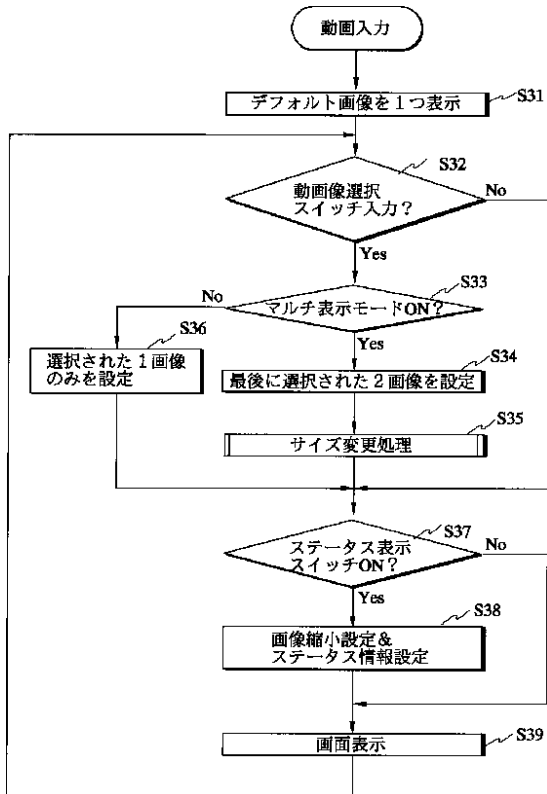 動画入力
デフォルト画像を1つ表示
S31
S32
動画像選択
スイッチ入力?
No
Yes
S33
マルチ表示モードON?
No
Yes
S36
選択された1画像
のみを設定
S34
最後に選択された2画像を設定
S35
サイズ変更処理
S37
ステータス表示
スイッチON?
No
Yes
S38
画像縮小設定&
ステータス情報設定
画面表示
S39